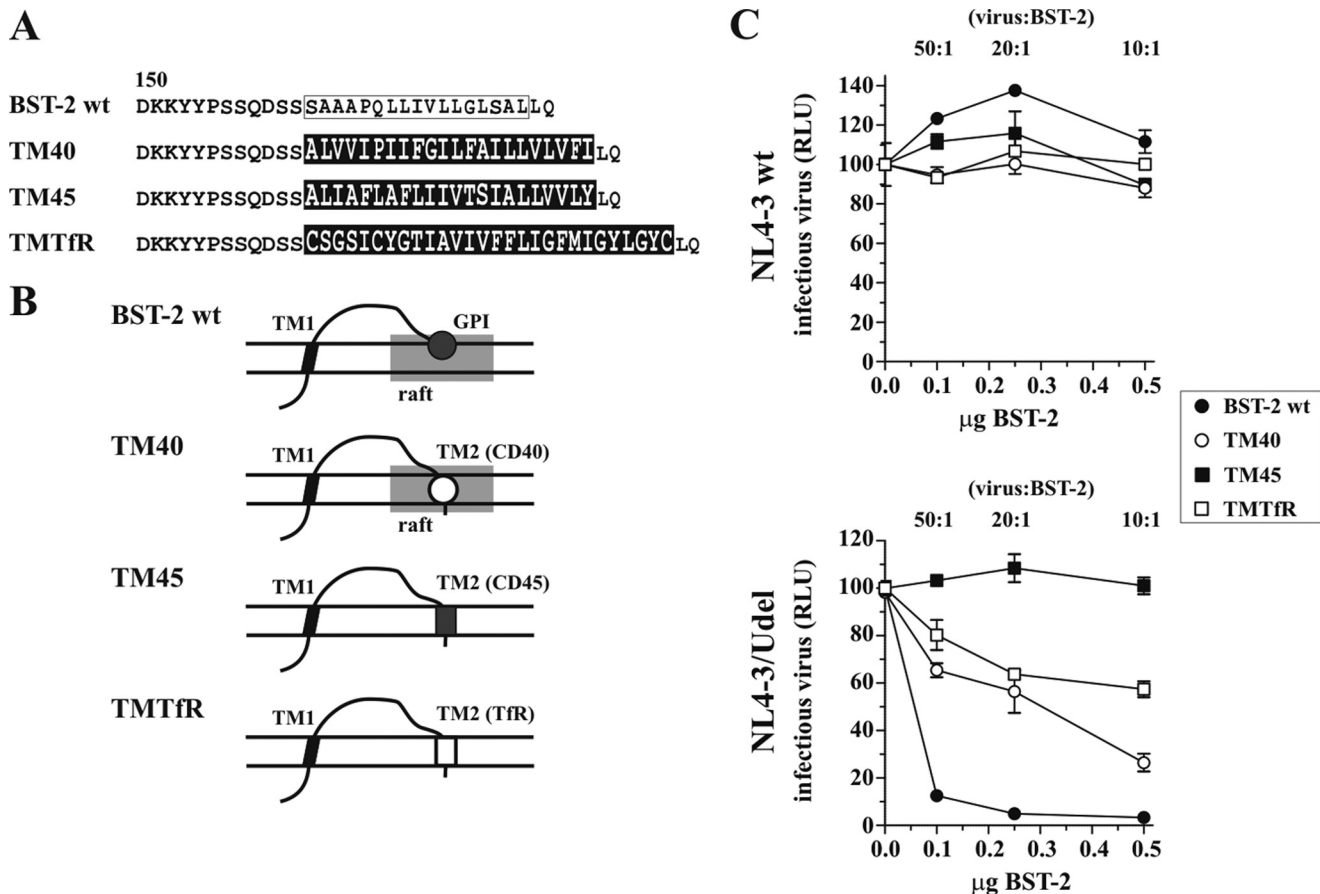 A
150
BST-2 wt DKKYYPSSQDSSSAAAPQLLIVLLGLSALLQ
TM40 DKKYYPSSQDSSALVVIPIIFGILFAILLVLVFILQ
TM45 DKKYYPSSQDSSALIAFLAFLIIVTSIALLVVLYLQ
TMTfR DKKYYPSSQDSSCSGSICYGTIAVIVFFLIGFMIGYLGYCLQ
B
BST-2 wt
TM1 GPI
raft
TM40
TM1 TM2 (CD40)
raft
TM45
TM1 TM2 (CD45)
TMTfR
TM1 TM2 (TfR)
C
(virus:BST-2)
50:1 20:1 10:1
NL4-3 wt
infectious virus (RLU)
140
120
100
80
60
40
20
0
0.0 0.1 0.2 0.3 0.4 0.5
µg BST-2
BST-2 wt
TM40
TM45
TMTfR
(virus:BST-2)
50:1 20:1 10:1
NL4-3/Udel
infectious virus (RLU)
120
100
80
60
40
20
0
0.0 0.1 0.2 0.3 0.4 0.5
µg BST-2